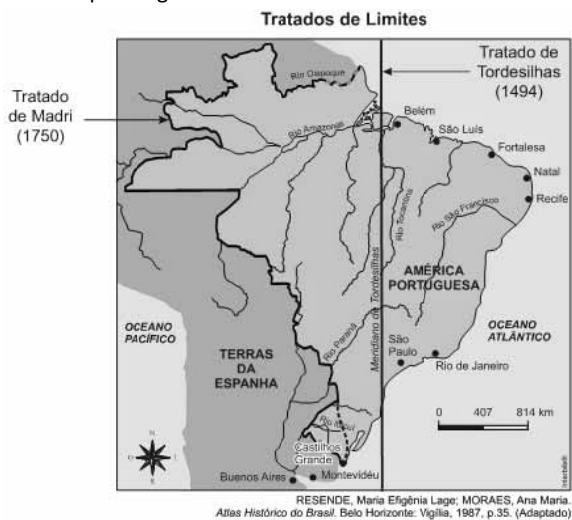 Tratados de Limites
Tratado de
Tordesilhas
(1494)
Tratado
de Madri
(1750)
Rio Oiapoque
Rio Amazonas
Belém
São Luís
Fortalesa
Natal
Recife
Rio Tocantins
Rio São Francisco
Meridiano de Tordesilhas
AMÉRICA
PORTUGUESA
OCEANO
PACÍFICO
OCEANO
ATLÂNTICO
TERRAS
DA
ESPANHA
Rio Paraná
São
Paulo
Rio de Janeiro
Castilhos
Grande
Buenos Aires
Montevidéu
0 407 814 km
N
S
RESENDE, Maria Efigênia Lage; MORAES, Ana Maria.
Atlas Histórico do Brasil. Belo Horizonte: Vigília, 1987, p.35. (Adaptado)